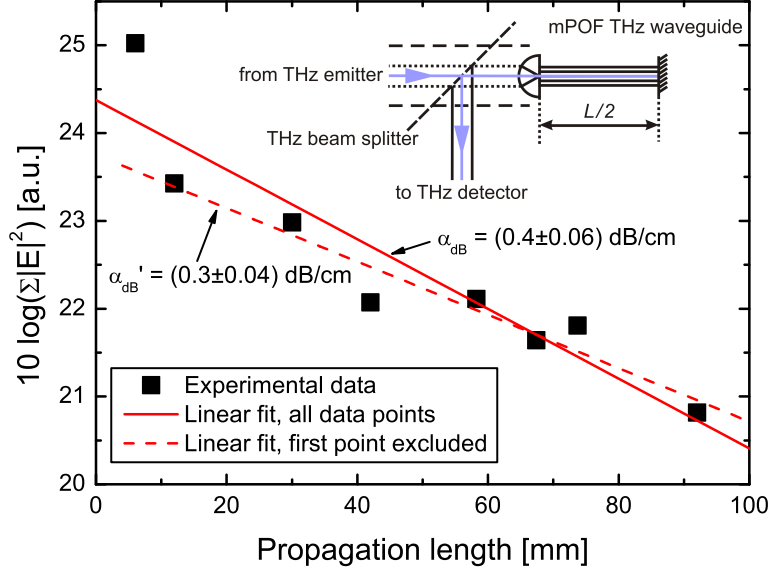 mPOF THz waveguide
from THz emitter
L/2
THz beam splitter
to THz detector
α_dB = (0.4±0.06) dB/cm
α_dB' = (0.3±0.04) dB/cm
Experimental data
Linear fit, all data points
Linear fit, first point excluded
10 log(Σ|E|²) [a.u.]
25
24
23
22
21
20
0 20 40 60 80 100
Propagation length [mm]